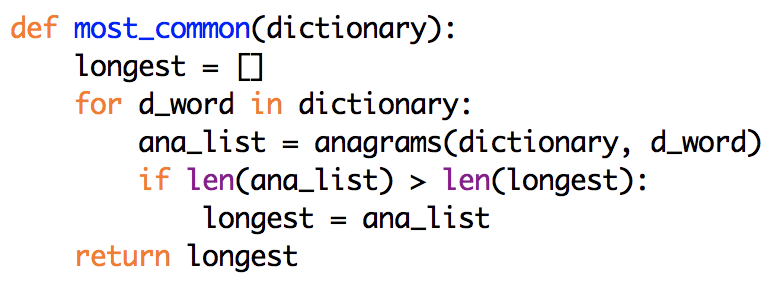 def most_common(dictionary):
    longest = []
    for d_word in dictionary:
        ana_list = anagrams(dictionary, d_word)
        if len(ana_list) > len(longest):
            longest = ana_list
    return longest